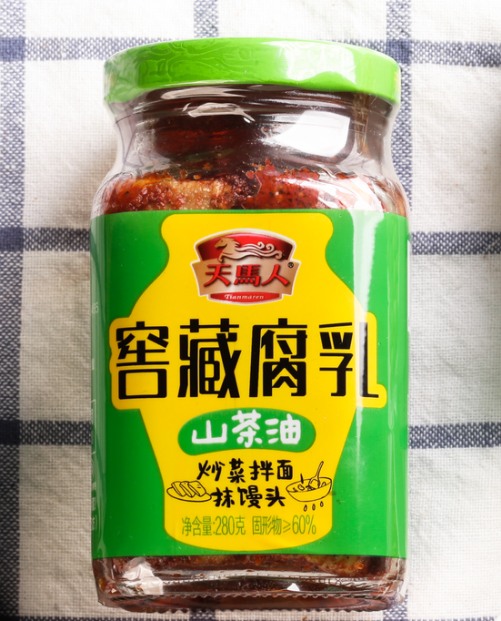 天馬人®
Tianmaren
窖藏腐乳
山茶油
炒菜拌面
抹馒头
净含量:280克 固形物≥60%